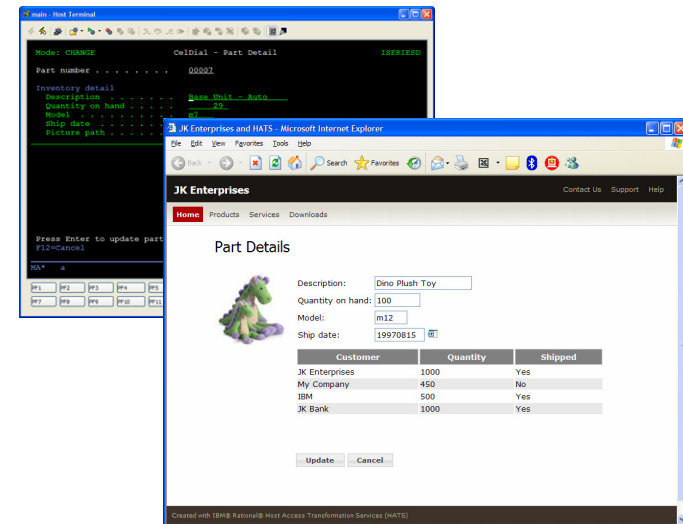 main - Host Terminal
Mode: CHANGE CelDial - Part Detail ISERIESD
Part number . . . . . . . . 00007
Inventory detail
Description . . . . . . . Base Unit - Auto
Quantity on hand . . . . . 29
Model . . . . . . . . . . m7
Ship date . . . . . . . .
Picture path . . . . . . .
Press Enter to update part
F12=Cancel
MA* a
PF1 PF2 PF3 PF4 PF5
PF7 PF8 PF9 PF10 PF11
JK Enterprises and HATS - Microsoft Internet Explorer
File Edit View Favorites Tools Help
Back Search Favorites
JK Enterprises Contact Us Support Help
Home Products Services Downloads
Part Details
Description: Dino Plush Toy
Quantity on hand: 100
Model: m12
Ship date: 19970815
Customer Quantity Shipped
JK Enterprises 1000 Yes
My Company 450 No
IBM 500 Yes
JK Bank 1000 Yes
Update Cancel
Created with IBM® Rational® Host Access Transformation Services (HATS)